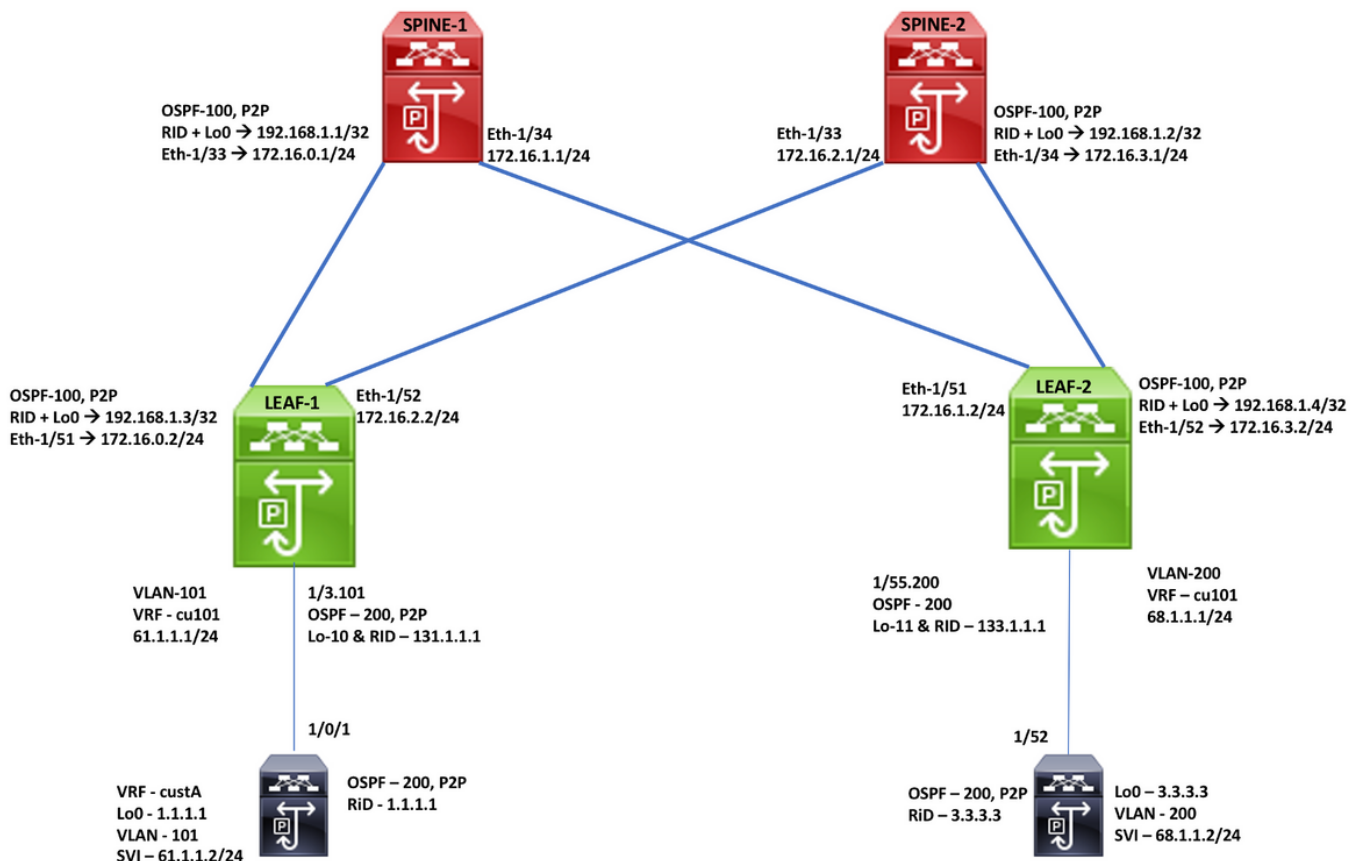 SPINE-1
SPINE-2
OSPF-100, P2P
RID + Lo0 → 192.168.1.1/32
Eth-1/33 → 172.16.0.1/24
P
Eth-1/34
172.16.1.1/24
Eth-1/33
172.16.2.1/24
P
OSPF-100, P2P
RID + Lo0 → 192.168.1.2/32
Eth-1/34 → 172.16.3.1/24
OSPF-100, P2P
RID + Lo0 → 192.168.1.3/32
Eth-1/51 → 172.16.0.2/24
LEAF-1
P
Eth-1/52
172.16.2.2/24
Eth-1/51
172.16.1.2/24
LEAF-2
P
OSPF-100, P2P
RID + Lo0 → 192.168.1.4/32
Eth-1/52 → 172.16.3.2/24
VLAN-101
VRF - cu101
61.1.1.1/24
1/3.101
OSPF – 200, P2P
Lo-10 & RID – 131.1.1.1
1/55.200
OSPF - 200
Lo-11 & RID – 133.1.1.1
VLAN-200
VRF – cu101
68.1.1.1/24
1/0/1
VRF - custA
Lo0 - 1.1.1.1
VLAN - 101
SVI – 61.1.1.2/24
P
OSPF – 200, P2P
RiD - 1.1.1.1
1/52
OSPF – 200, P2P
RiD – 3.3.3.3
P
Lo0 – 3.3.3.3
VLAN - 200
SVI – 68.1.1.2/24